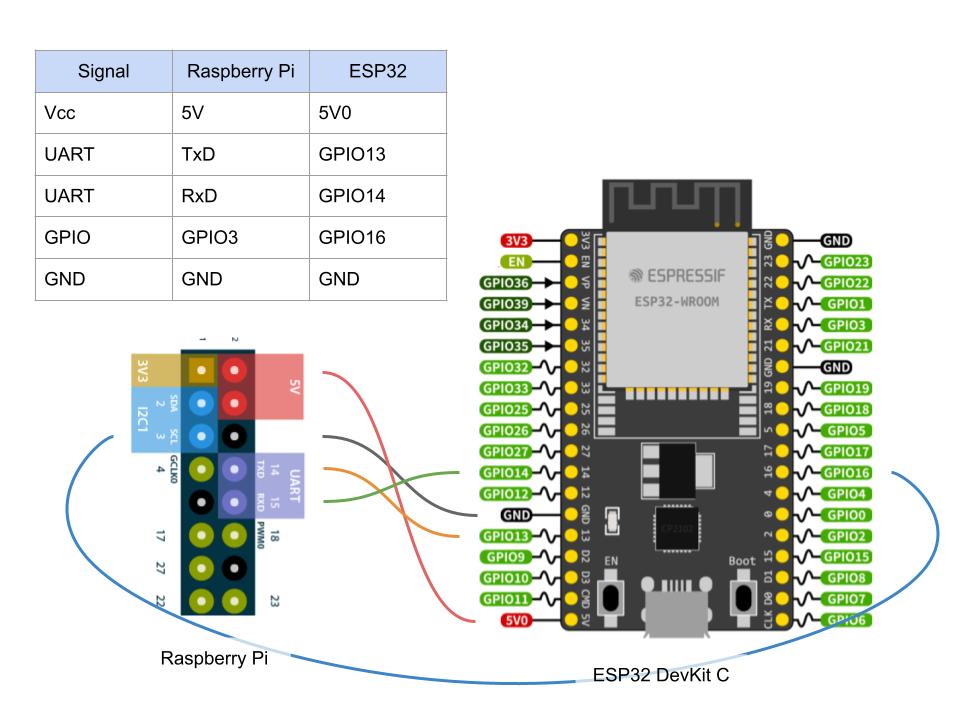 Signal Raspberry Pi ESP32
Vcc 5V 5V0
UART TxD GPIO13
UART RxD GPIO14
GPIO GPIO3 GPIO16
GND GND GND
1 2
3V3 5V
I2C1 SDA 2
SCL 3
4 GCLK0 TXD 14 UART
RXD 15
17 PWM0 18
27
22 23
Raspberry Pi
ESPRESSIF
ESP32-WROOM
3V3 3V3 GND GND
EN EN 23 GPIO23
GPIO36 VP 22 GPIO22
GPIO39 VN TX GPIO1
GPIO34 34 RX GPIO3
GPIO35 35 21 GPIO21
GPIO32 32 GND GND
GPIO33 33 19 GPIO19
GPIO25 25 18 GPIO18
GPIO26 26 5 GPIO5
GPIO27 27 17 GPIO17
GPIO14 14 16 GPIO16
GPIO12 12 4 GPIO4
GND GND 0 GPIO0
GPIO13 13 CP2102 2 GPIO2
GPIO9 D2 EN Boot 15 GPIO15
GPIO10 D3 D1 GPIO8
GPIO11 CMD D0 GPIO7
5V0 5V CLK GPIO6
ESP32 DevKit C